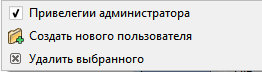 Привелегии администратора
Создать нового пользователя
Удалить выбранного